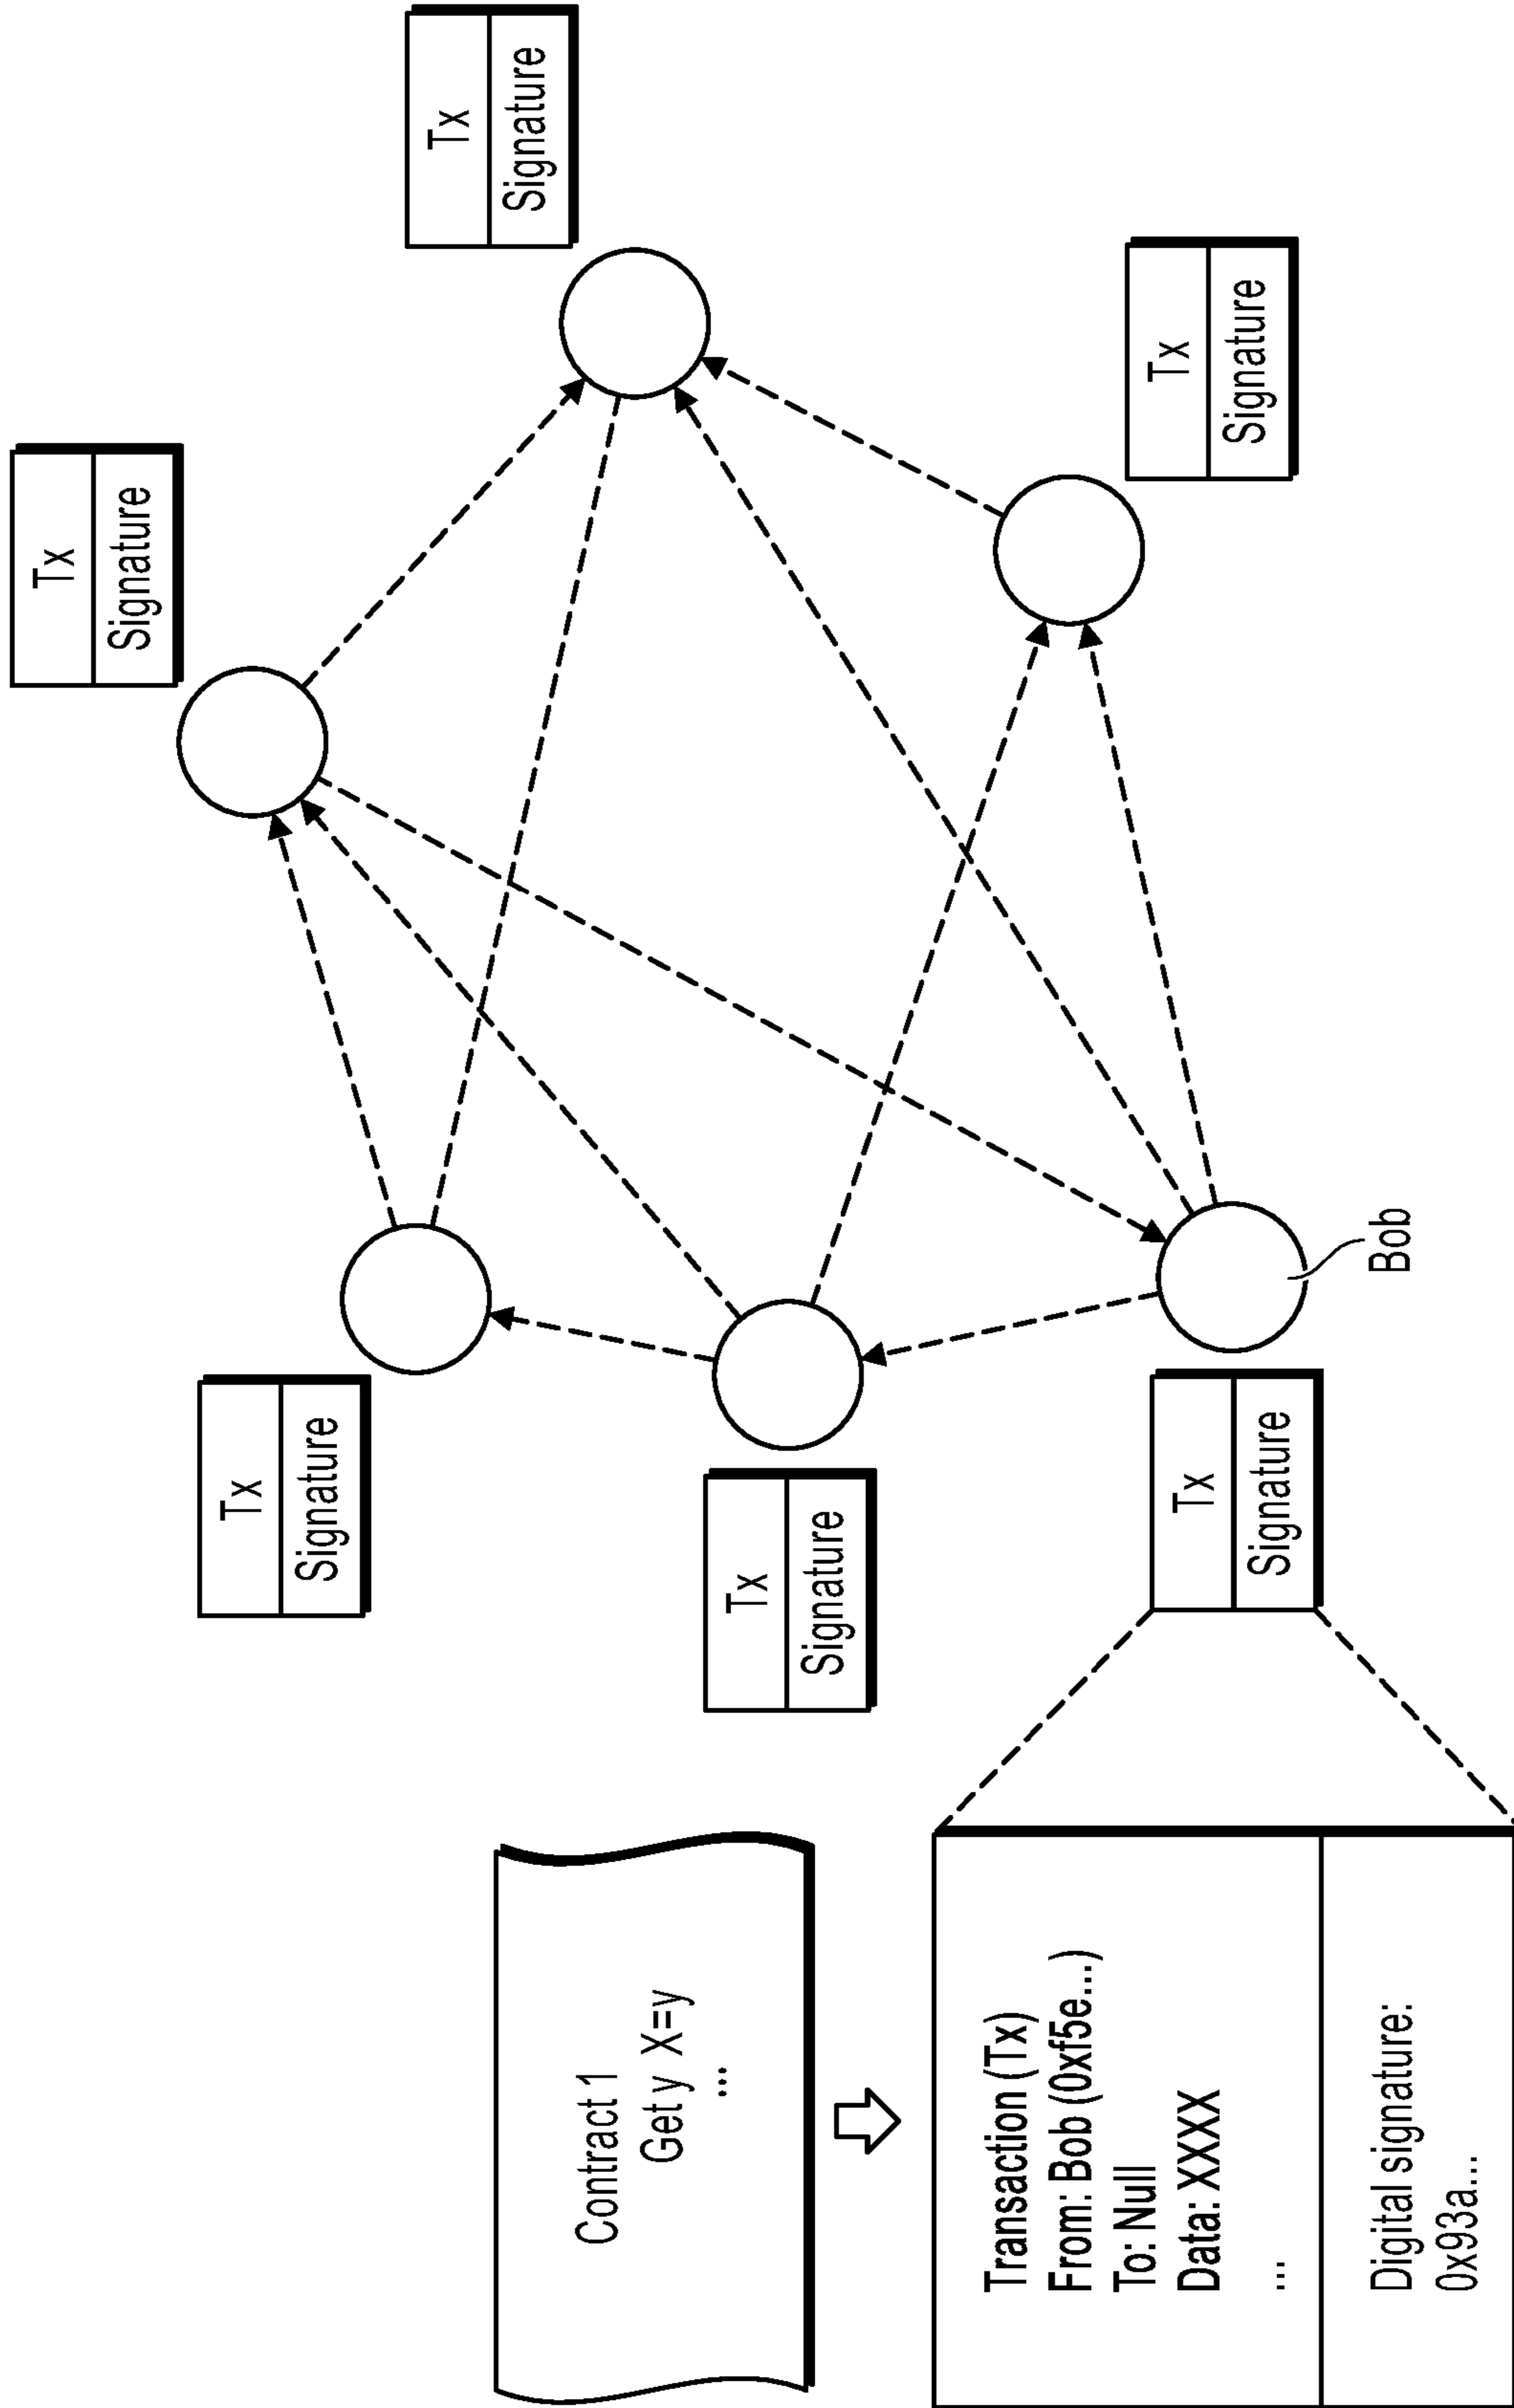 Contract 1
Get y X=y
...
Transaction (Tx)
From: Bob (0xf5e...)
To: Null
Data: XXXX
...
Digital signature:
0x93a...
Tx
Signature
Tx
Signature
Tx
Signature
Bob
Tx
Signature
Tx
Signature
Tx
Signature